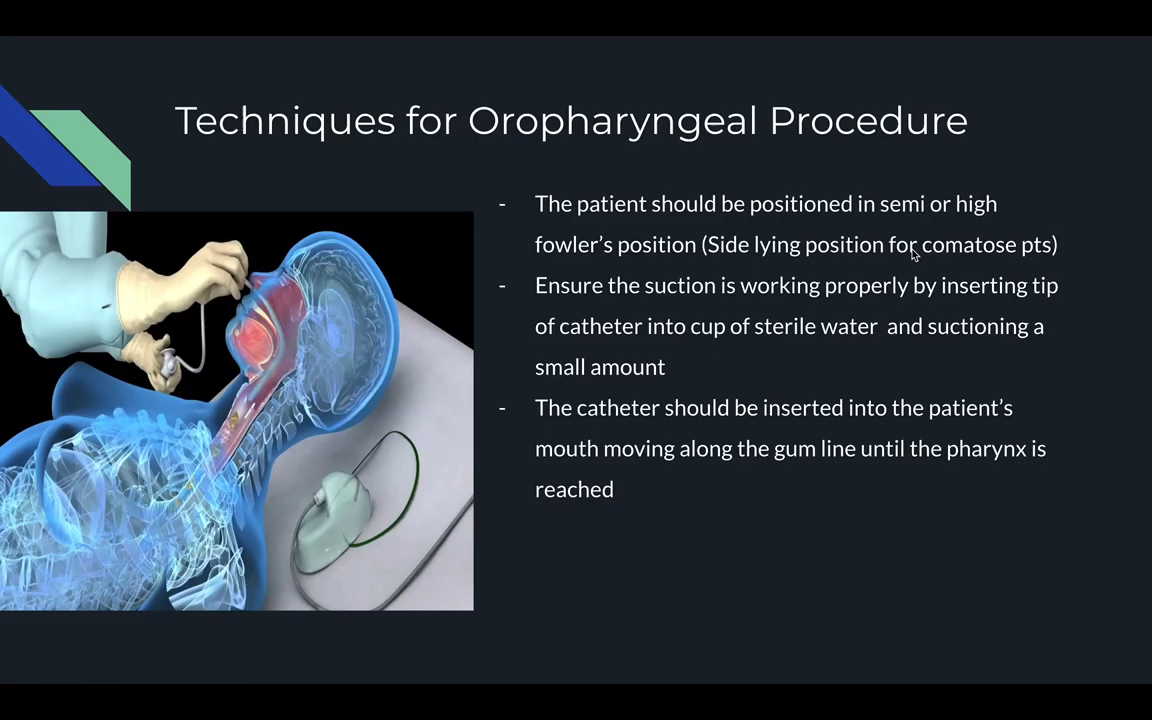 Techniques for Oropharyngeal Procedure
- The patient should be positioned in semi or high
fowler’s position (Side lying position for comatose pts)
- Ensure the suction is working properly by inserting tip
of catheter into cup of sterile water and suctioning a
small amount
- The catheter should be inserted into the patient’s
mouth moving along the gum line until the pharynx is
reached